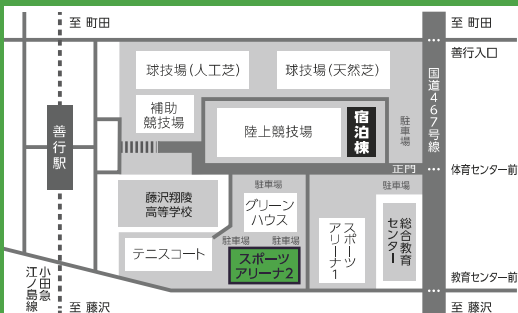 至 町田
至 町田
善行入口
球技場(人工芝)
球技場(天然芝)
国道467号線
補助
競技場
陸上競技場
宿泊棟
駐車場
善行駅
正門
体育センター前
駐車場
駐車場
藤沢翔陵
高等学校
グリーン
ハウス
スポーツ
アリーナ1
総合教育
センター
駐車場
駐車場
テニスコート
スポーツ
アリーナ2
小田急
江ノ島線
教育センター前
至 藤沢
至 藤沢